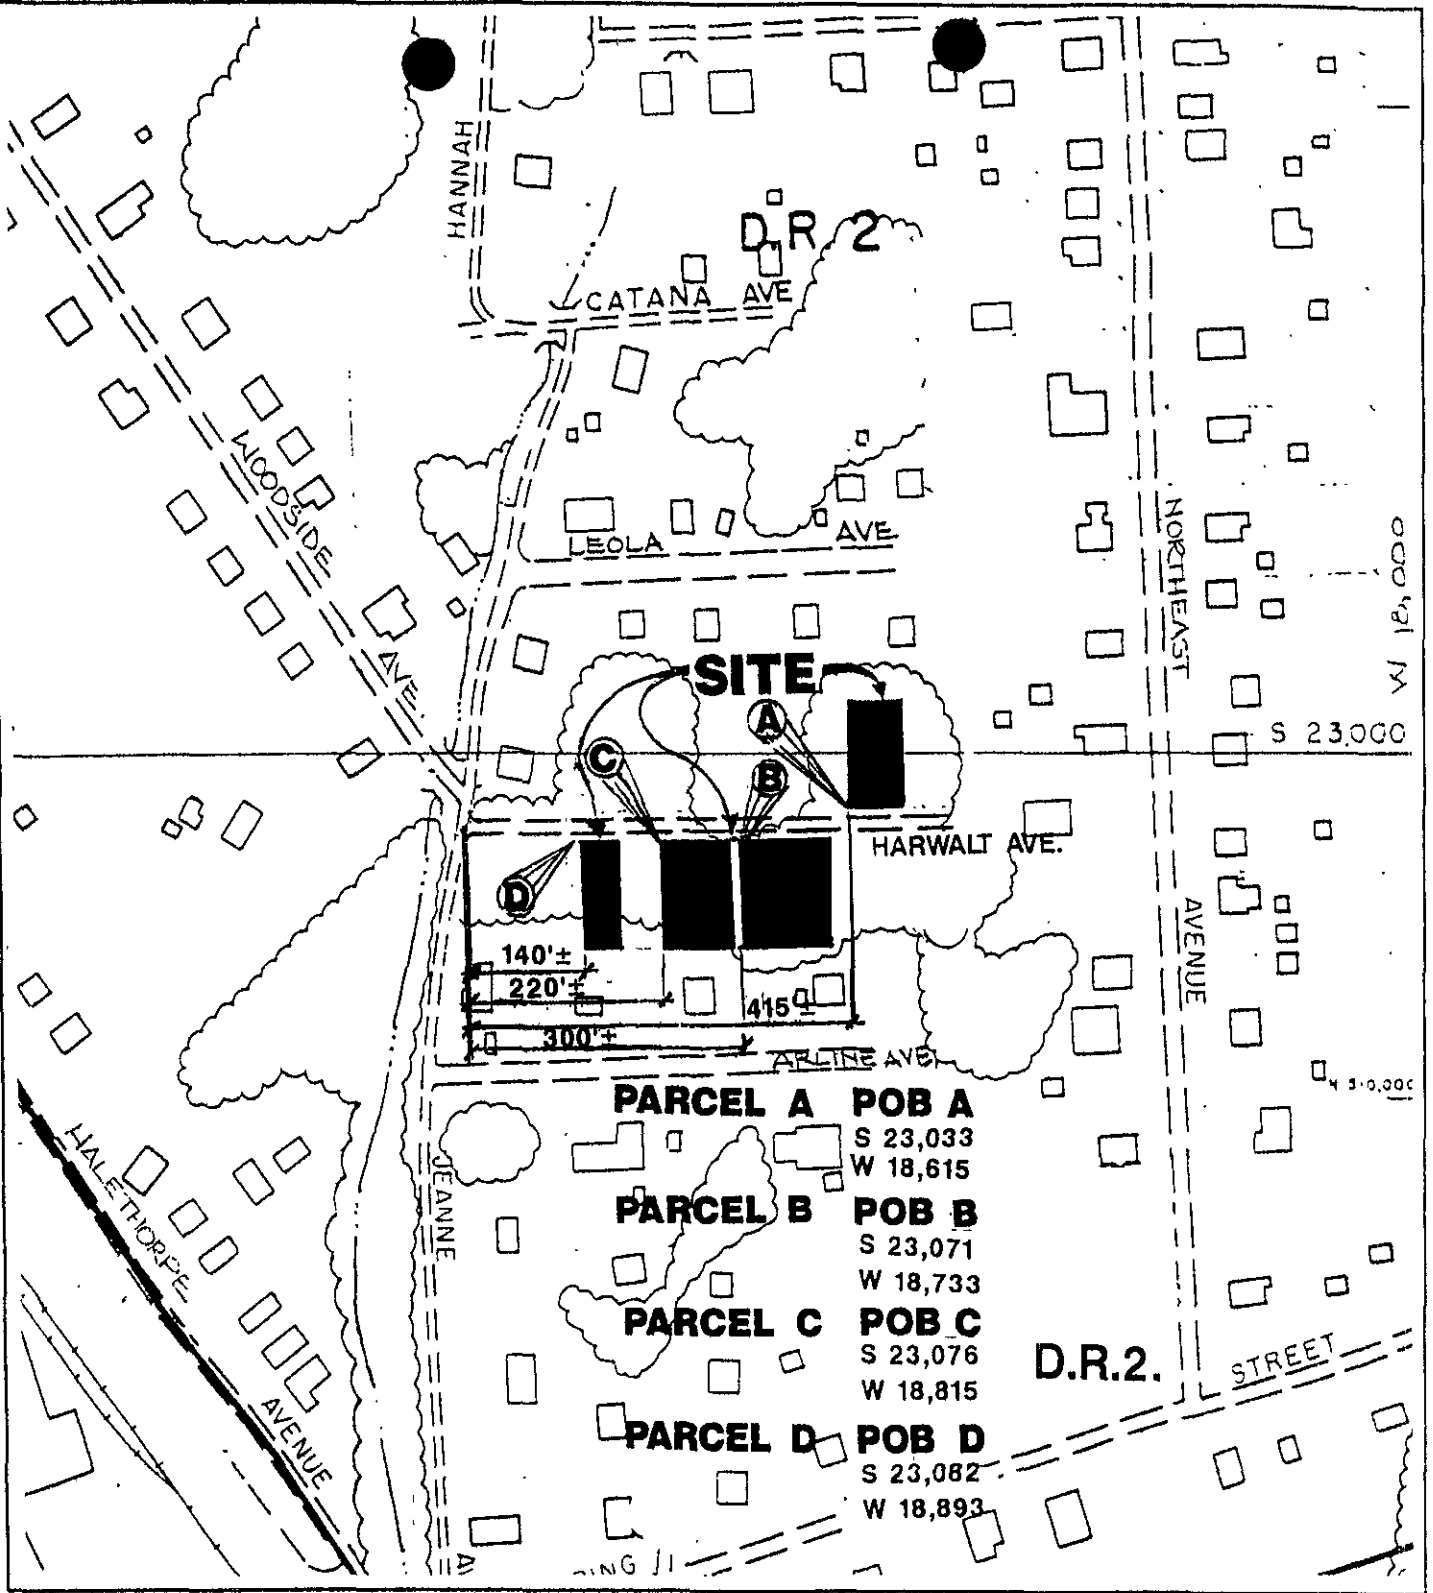 HANNAH
D.R 2
CATANA AVE
WOODSIDE
AVE.
LEOLA AVE.
NORTHEAST
AVENUE
W 18,000
S 23,000
SITE
A
B
C
D
HARWALT AVE.
140'±
220'±
415'±
300'±
ARLINE AVE
PARCEL A POB A
S 23,033
W 18,615
PARCEL B POB B
S 23,071
W 18,733
PARCEL C POB C
S 23,076
W 18,815
PARCEL D POB D
S 23,082
W 18,893
D.R.2.
STREET
JEANNE
HALETHORPE
AVENUE